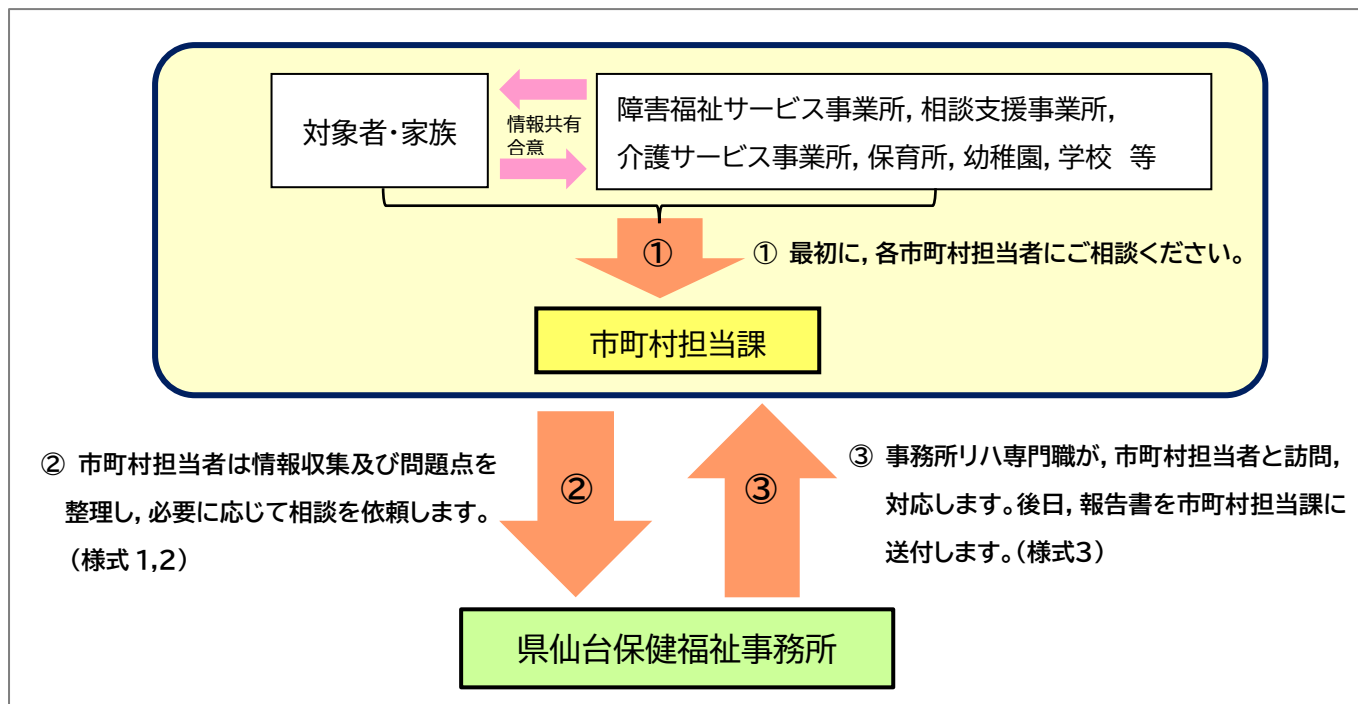 対象者・家族
情報共有
合意
障害福祉サービス事業所，相談支援事業所，
介護サービス事業所，保育所，幼稚園，学校　等
①
① 最初に，各市町村担当者にご相談ください。
市町村担当課
② 市町村担当者は情報収集及び問題点を
整理し，必要に応じて相談を依頼します。
（様式 1,2）
②
③
③ 事務所リハ専門職が，市町村担当者と訪問，
対応します。後日，報告書を市町村担当課に
送付します。（様式3）
県仙台保健福祉事務所